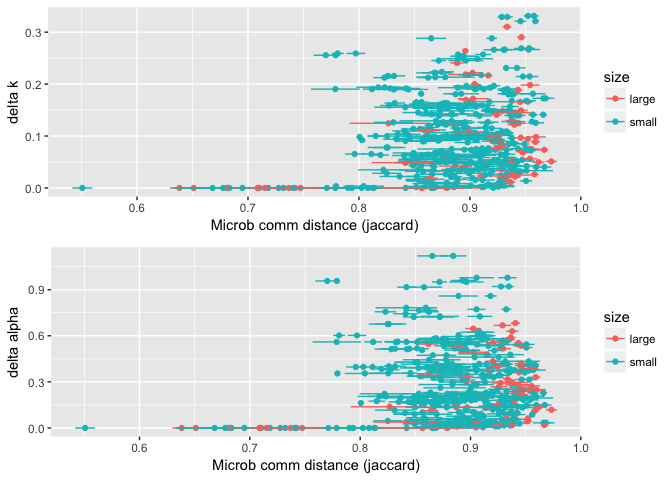 0.3
0.2
0.1
0.0
delta k
0.6
0.7
0.8
0.9
1.0
Microb comm distance (jaccard)
size
large
small
0.9
0.6
0.3
0.0
delta alpha
0.6
0.7
0.8
0.9
1.0
Microb comm distance (jaccard)
size
large
small